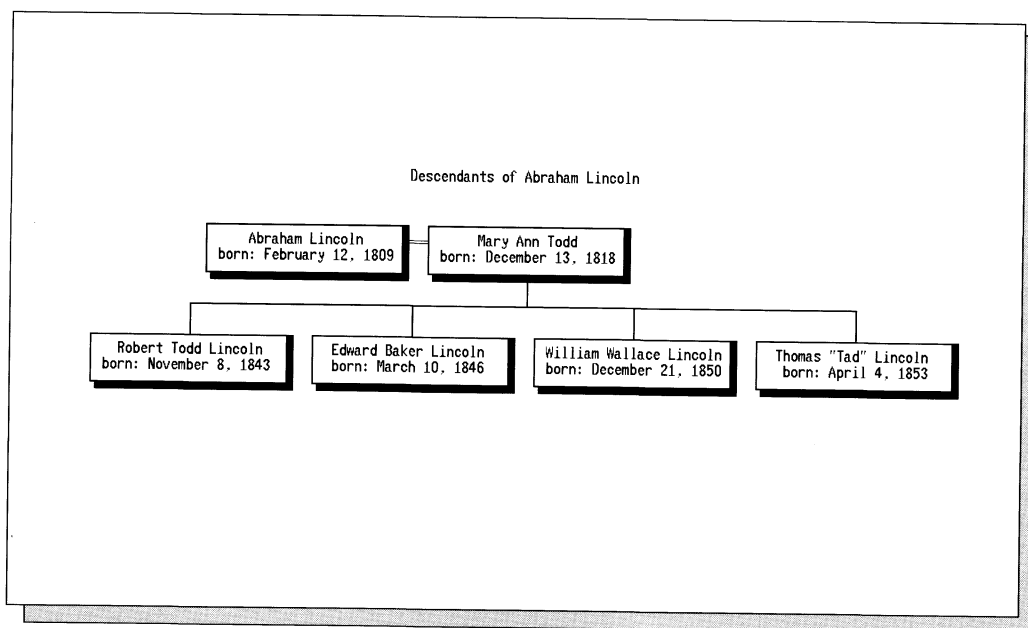 Descendants of Abraham Lincoln
Abraham Lincoln
born: February 12, 1809
Mary Ann Todd
born: December 13, 1818
Robert Todd Lincoln
born: November 8, 1843
Edward Baker Lincoln
born: March 10, 1846
William Wallace Lincoln
born: December 21, 1850
Thomas "Tad" Lincoln
born: April 4, 1853